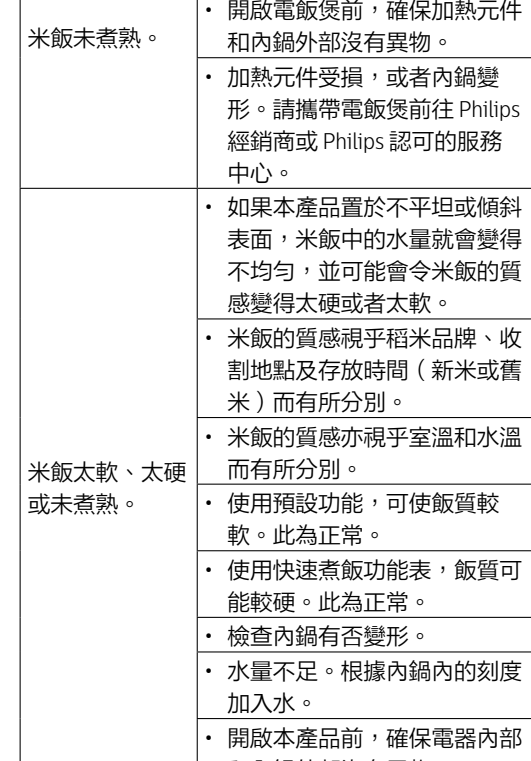 米飯未煮熟。
• 開啟電飯煲前，確保加熱元件
和內鍋外部沒有異物。
• 加熱元件受損，或者內鍋變
形。請攜帶電飯煲前往 Philips
經銷商或 Philips 認可的服務
中心。
米飯太軟、太硬
或未煮熟。
• 如果本產品置於不平坦或傾斜
表面，米飯中的水量就會變得
不均勻，並可能會令米飯的質
感變得太硬或者太軟。
• 米飯的質感視乎稻米品牌、收
割地點及存放時間（新米或舊
米）而有所分別。
• 米飯的質感亦視乎室溫和水溫
而有所分別。
• 使用預設功能，可使飯質較
軟。此為正常。
• 使用快速煮飯功能表，飯質可
能較硬。此為正常。
• 檢查內鍋有否變形。
• 水量不足。根據內鍋內的刻度
加入水。
• 開啟本產品前，確保電器內部